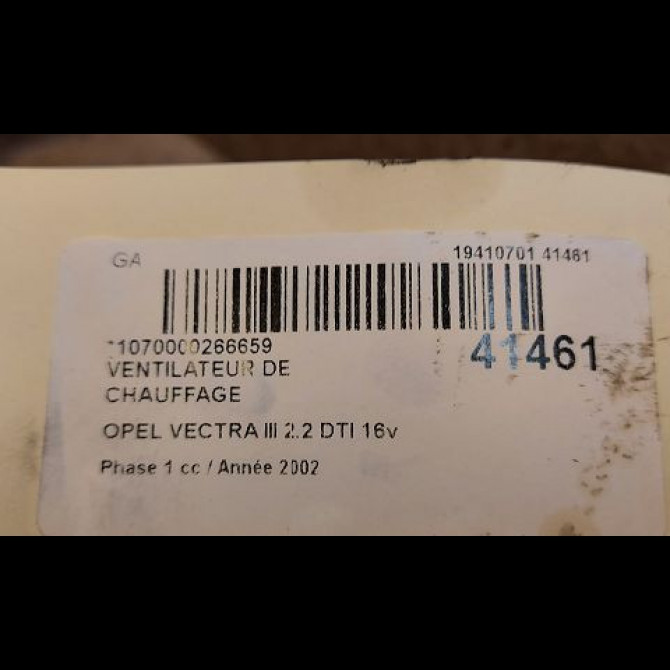 GA
19410701 41461
*1070000266659
41461
VENTILATEUR DE
CHAUFFAGE
OPEL VECTRA III 2.2 DTI 16v
Phase 1 cc / Année 2002